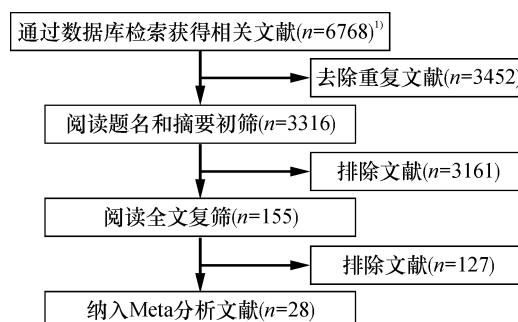 通过数据库检索获得相关文献(n=6768)¹⁾
去除重复文献(n=3452)
阅读题名和摘要初筛(n=3316)
排除文献(n=3161)
阅读全文复筛(n=155)
排除文献(n=127)
纳入Meta分析文献(n=28)